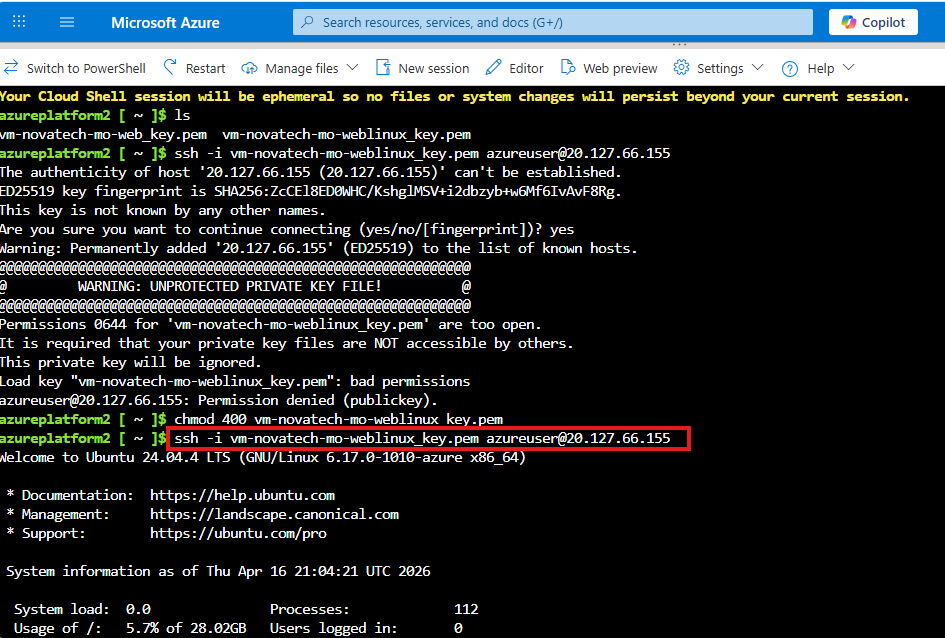 Microsoft Azure
Search resources, services, and docs (G+/)
Copilot
Switch to PowerShell Restart Manage files New session Editor Web preview Settings Help
Your Cloud Shell session will be ephemeral so no files or system changes will persist beyond your current session.
azureplatform2 [ ~ ]$ ls
vm-novatech-mo-web_key.pem vm-novatech-mo-weblinux_key.pem
azureplatform2 [ ~ ]$ ssh -i vm-novatech-mo-weblinux_key.pem azureuser@20.127.66.155
The authenticity of host '20.127.66.155 (20.127.66.155)' can't be established.
ED25519 key fingerprint is SHA256:ZcCEl8ED0WHC/KshglMSV+i2dbzyb+w6Mf6IvAvF8Rg.
This key is not known by any other names.
Are you sure you want to continue connecting (yes/no/[fingerprint])? yes
Warning: Permanently added '20.127.66.155' (ED25519) to the list of known hosts.
@@@@@@@@@@@@@@@@@@@@@@@@@@@@@@@@@@@@@@@@@@@@@@@@@@@@@@@@@@@
@ WARNING: UNPROTECTED PRIVATE KEY FILE! @
@@@@@@@@@@@@@@@@@@@@@@@@@@@@@@@@@@@@@@@@@@@@@@@@@@@@@@@@@@@
Permissions 0644 for 'vm-novatech-mo-weblinux_key.pem' are too open.
It is required that your private key files are NOT accessible by others.
This private key will be ignored.
Load key "vm-novatech-mo-weblinux_key.pem": bad permissions
azureuser@20.127.66.155: Permission denied (publickey).
azureplatform2 [ ~ ]$ chmod 400 vm-novatech-mo-weblinux_key.pem
azureplatform2 [ ~ ]$ ssh -i vm-novatech-mo-weblinux_key.pem azureuser@20.127.66.155
Welcome to Ubuntu 24.04.4 LTS (GNU/Linux 6.17.0-1010-azure x86_64)
* Documentation: https://help.ubuntu.com
* Management: https://landscape.canonical.com
* Support: https://ubuntu.com/pro
System information as of Thu Apr 16 21:04:21 UTC 2026
System load: 0.0 Processes: 112
Usage of /: 5.7% of 28.02GB Users logged in: 0